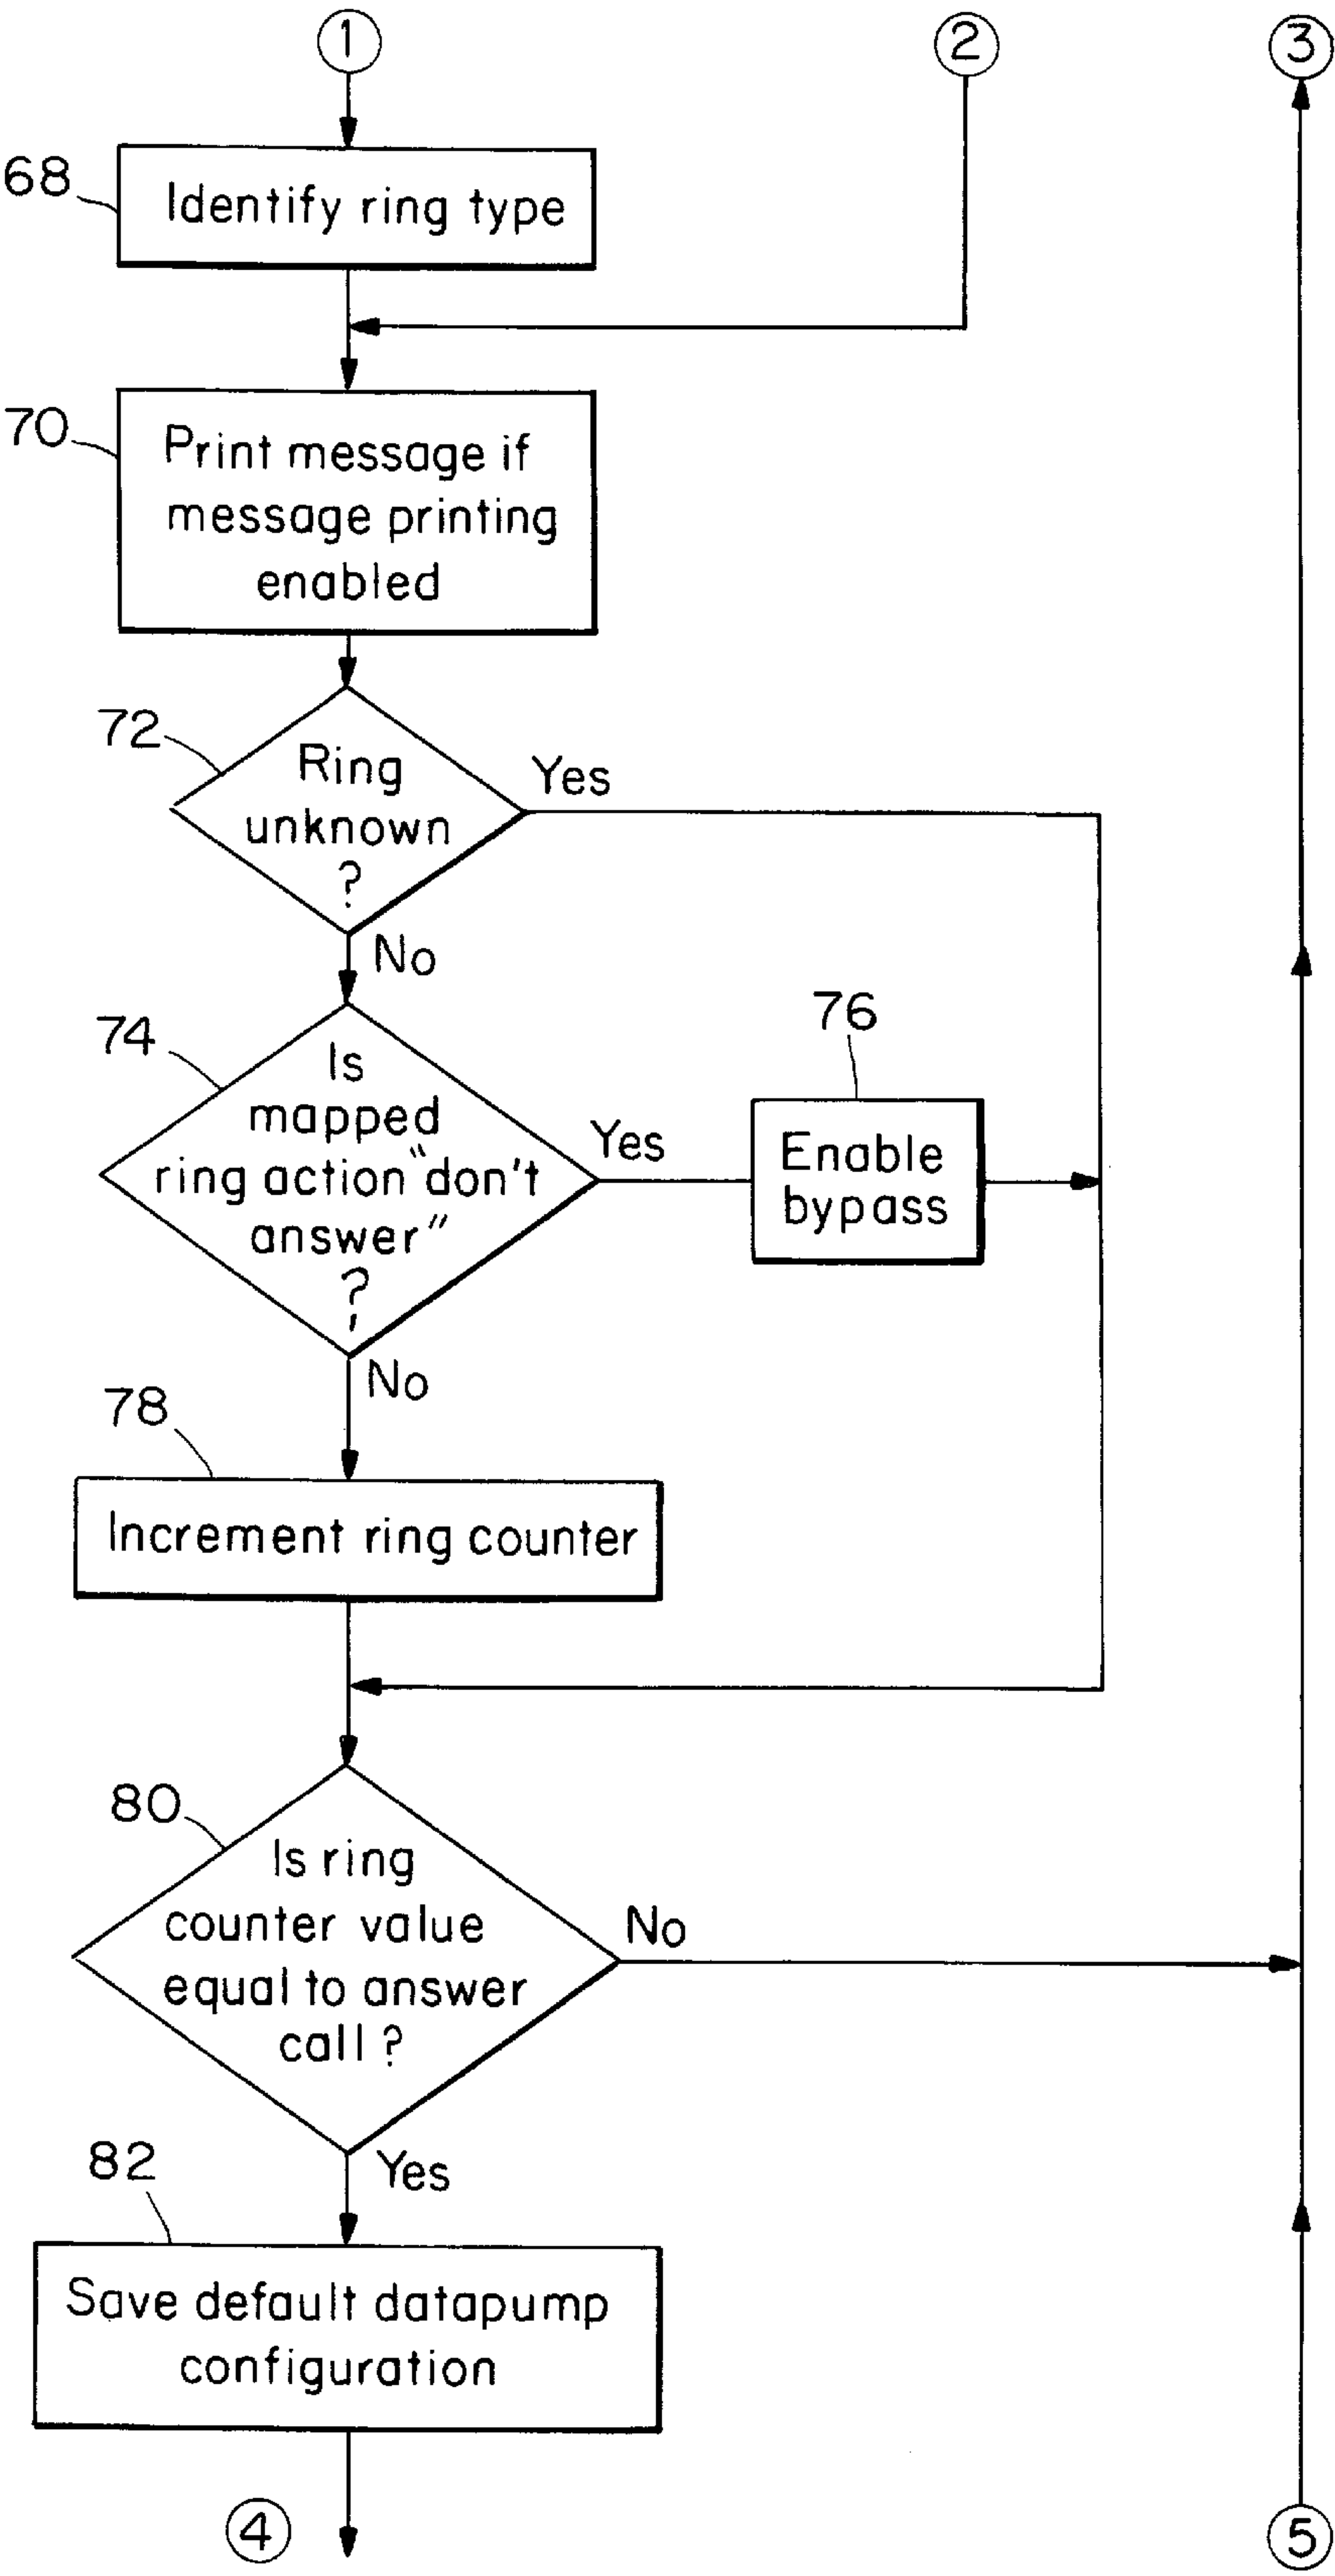 1
2
3
68
Identify ring type
70
Print message if
message printing
enabled
72
Ring
unknown
?
Yes
No
74
Is
mapped
ring action "don't
answer"
?
Yes
76
Enable
bypass
No
78
Increment ring counter
80
Is ring
counter value
equal to answer
call?
No
Yes
82
Save default datapump
configuration
4
5